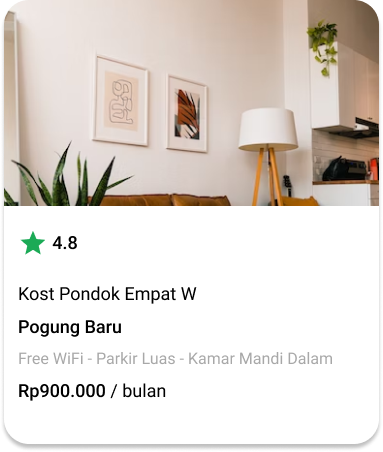 4.8
Kost Pondok Empat W
Pogung Baru
Free WiFi - Parkir Luas - Kamar Mandi Dalam
Rp900.000 / bulan